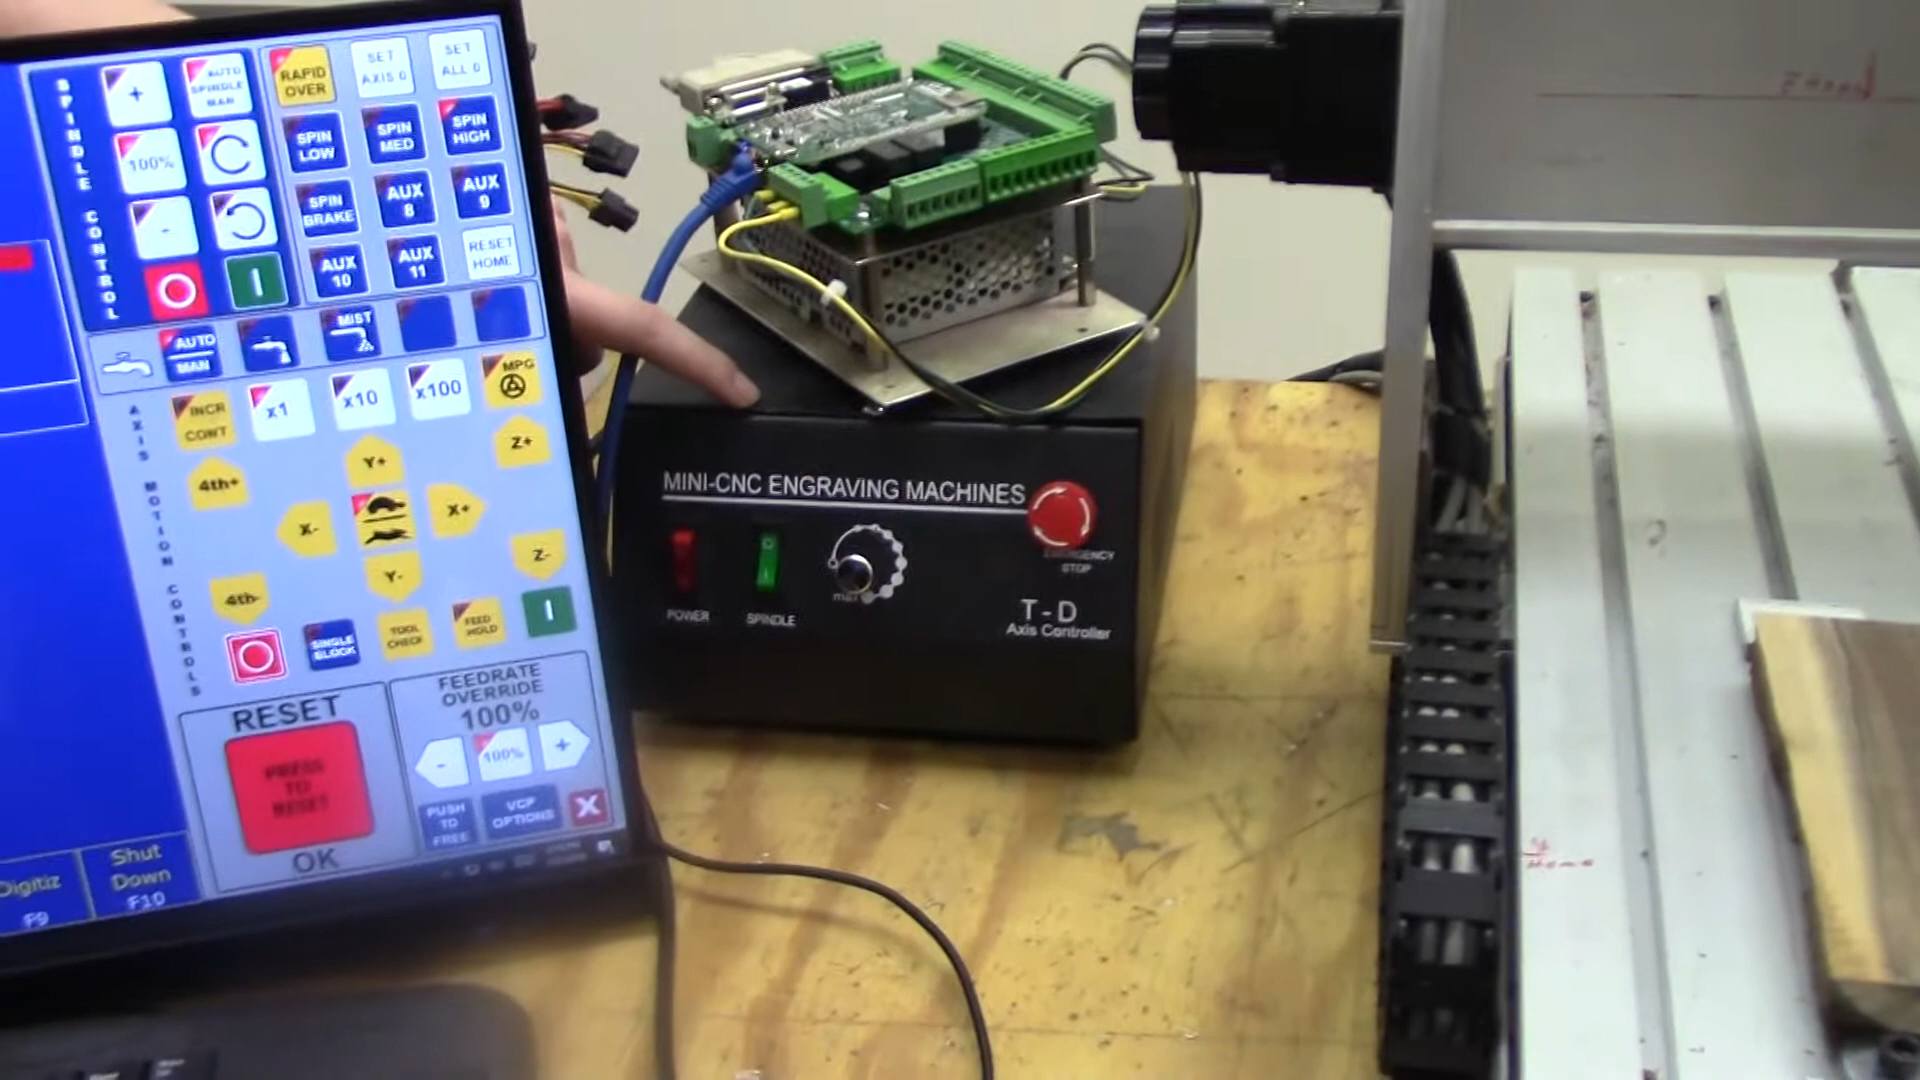 SPINDLE CONTROL
+
AUTO
SPINDLE
MAN
RAPID
OVER
SET
AXIS 0
SET
ALL 0
100%
SPIN
LOW
SPIN
MED
SPIN
HIGH
-
SPIN
BRAKE
AUX
8
AUX
9
AUX
10
AUX
11
RESET
HOME
AUTO
MAN
MIST
AXIS MOTION CONTROLS
INCR
CONT
x1
x10
x100
MPG
4th+
Y+
Z+
X-
X+
4th-
Y-
Z-
SINGLE
BLOCK
TOOL
CHECK
FEED
HOLD
RESET
PRESS
TO
RESET
OK
FEEDRATE
OVERRIDE
100%
-
100%
+
PUSH
TO
FREE
VCP
OPTIONS
X
Digitiz
F9
Shut
Down
F10
MINI-CNC ENGRAVING MACHINES
POWER
SPINDLE
EMERGENCY
STOP
T-D
Axis Controller